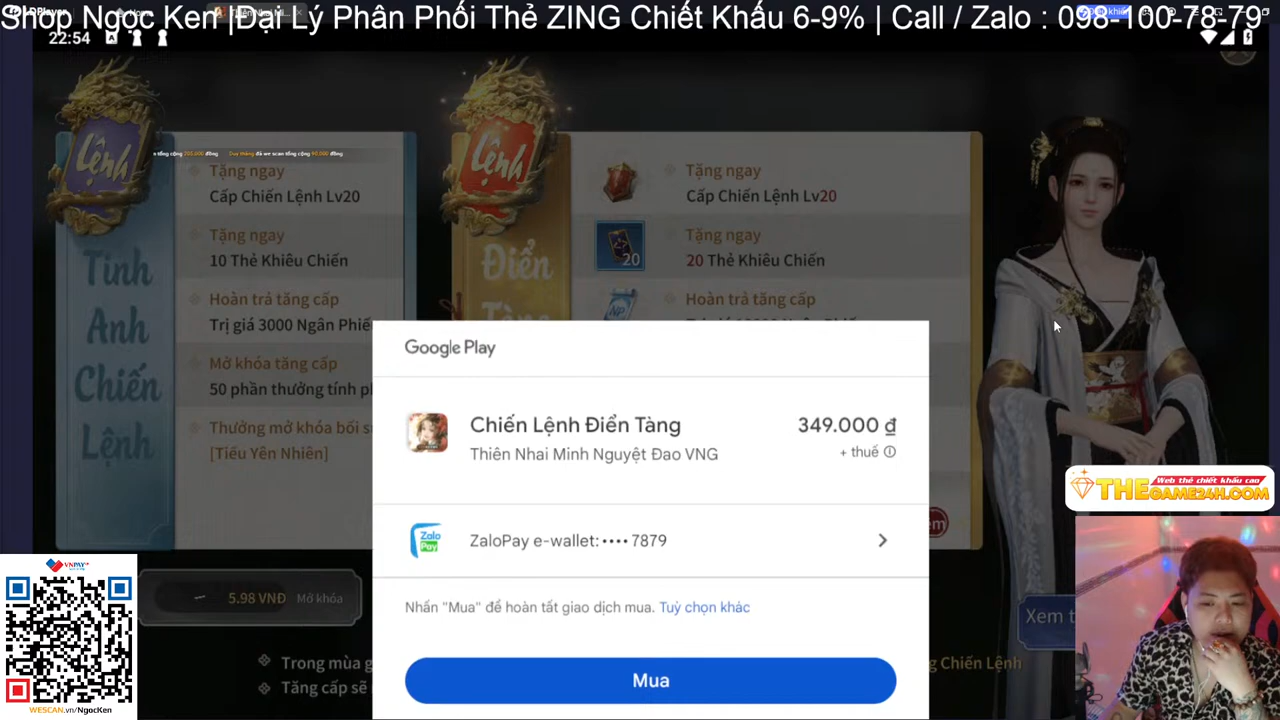 Shop Ngọc Ken |Đại Lý Phân Phối Thẻ ZING Chiết Khấu 6-9% | Call / Zalo : 098-100-78-79
22:54
Lệnh
Tinh
Anh
Chiến
Lệnh
Tặng ngay
Cấp Chiến Lệnh Lv20
Tặng ngay
10 Thẻ Khiêu Chiến
Hoàn trả tăng cấp
Trị giá 3000 Ngân Phiế
Mở khóa tăng cấp
50 phần thưởng tính p
Thưởng mở khóa bối s
[Tiếu Yên Nhiên]
Lệnh
Điển
20
Tặng ngay
Cấp Chiến Lệnh Lv20
Tặng ngay
20 Thẻ Khiêu Chiến
Hoàn trả tăng cấp
Google Play
Chiến Lệnh Điển Tàng
349.000 ₫
Thiên Nhai Minh Nguyệt Đao VNG
+ thuế
Zalo
Pay
ZaloPay e-wallet: •••• 7879
Nhấn "Mua" để hoàn tất giao dịch mua. Tuỳ chọn khác
Mua
5.98 VNĐ
Mở khóa
Xem t
Trong mùa g
g Chiến Lệnh
Tăng cấp sẽ
Web thẻ chiết khấu cao
THEGAME24H.COM
VNPAY
WESCAN.vn/NgocKen